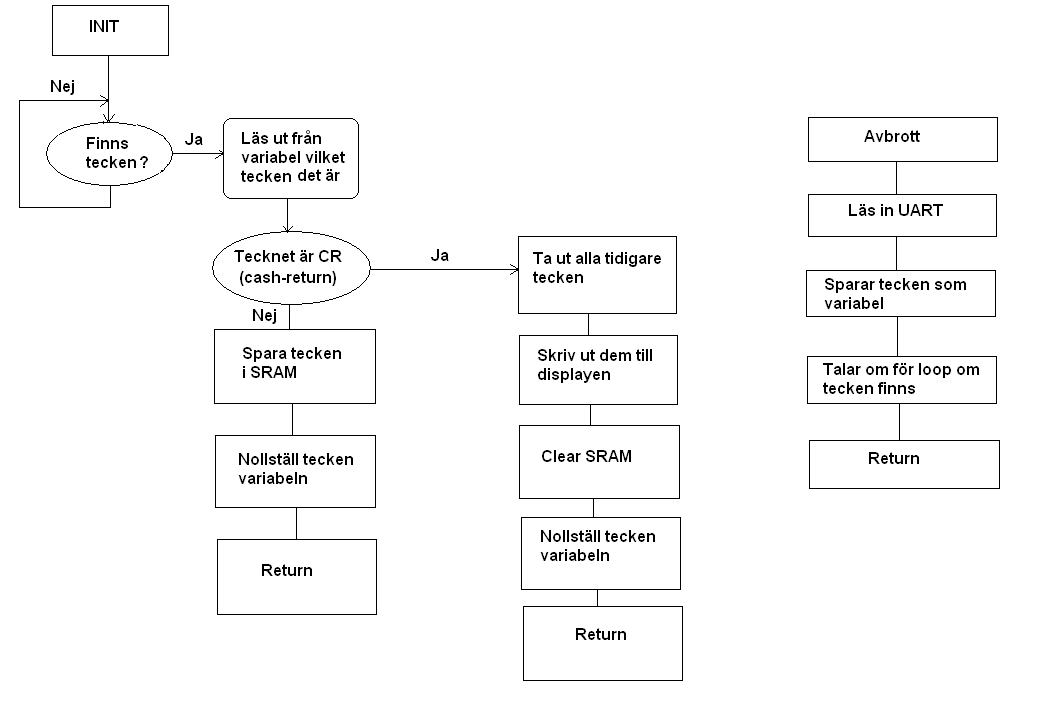 INIT
Nej
Finns
tecken ?
Ja
Läs ut från
variabel vilket
tecken det är
Tecknet är CR
(cash-return)
Ja
Nej
Spara tecken
i SRAM
Nollställ tecken
variabeln
Return
Ta ut alla tidigare
tecken
Skriv ut dem till
displayen
Clear SRAM
Nollställ tecken
variabeln
Return
Avbrott
Läs in UART
Sparar tecken som
variabel
Talar om för loop om
tecken finns
Return